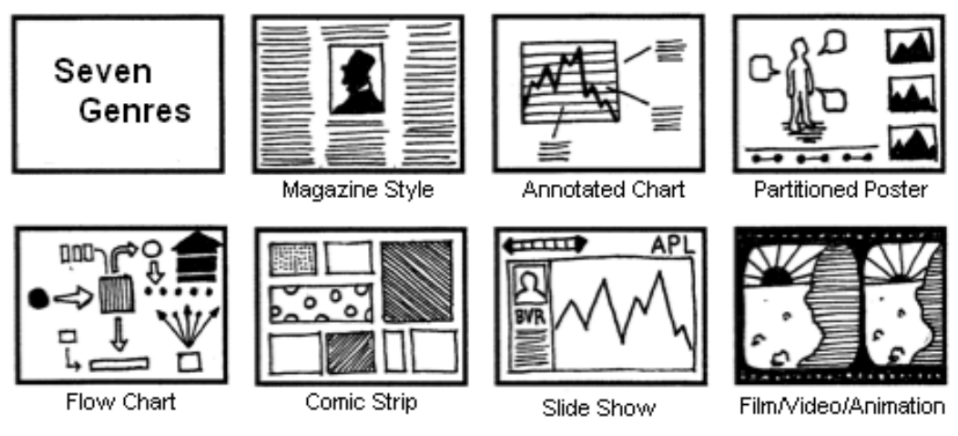 Seven
Genres
Magazine Style
Annotated Chart
Partitioned Poster
Flow Chart
Comic Strip
APL
BVR
Slide Show
Film/Video/Animation